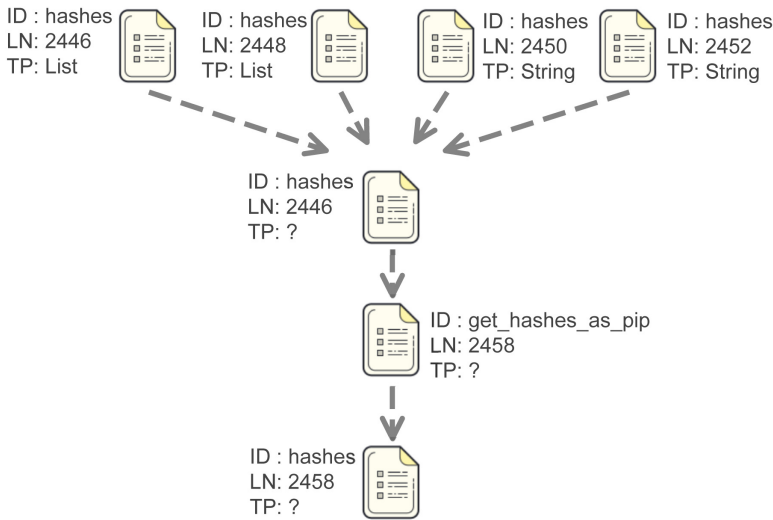 ID : hashes
LN: 2446
TP: List
ID : hashes
LN: 2448
TP: List
ID : hashes
LN: 2450
TP: String
ID : hashes
LN: 2452
TP: String
ID : hashes
LN: 2446
TP: ?
ID : get_hashes_as_pip
LN: 2458
TP: ?
ID : hashes
LN: 2458
TP: ?